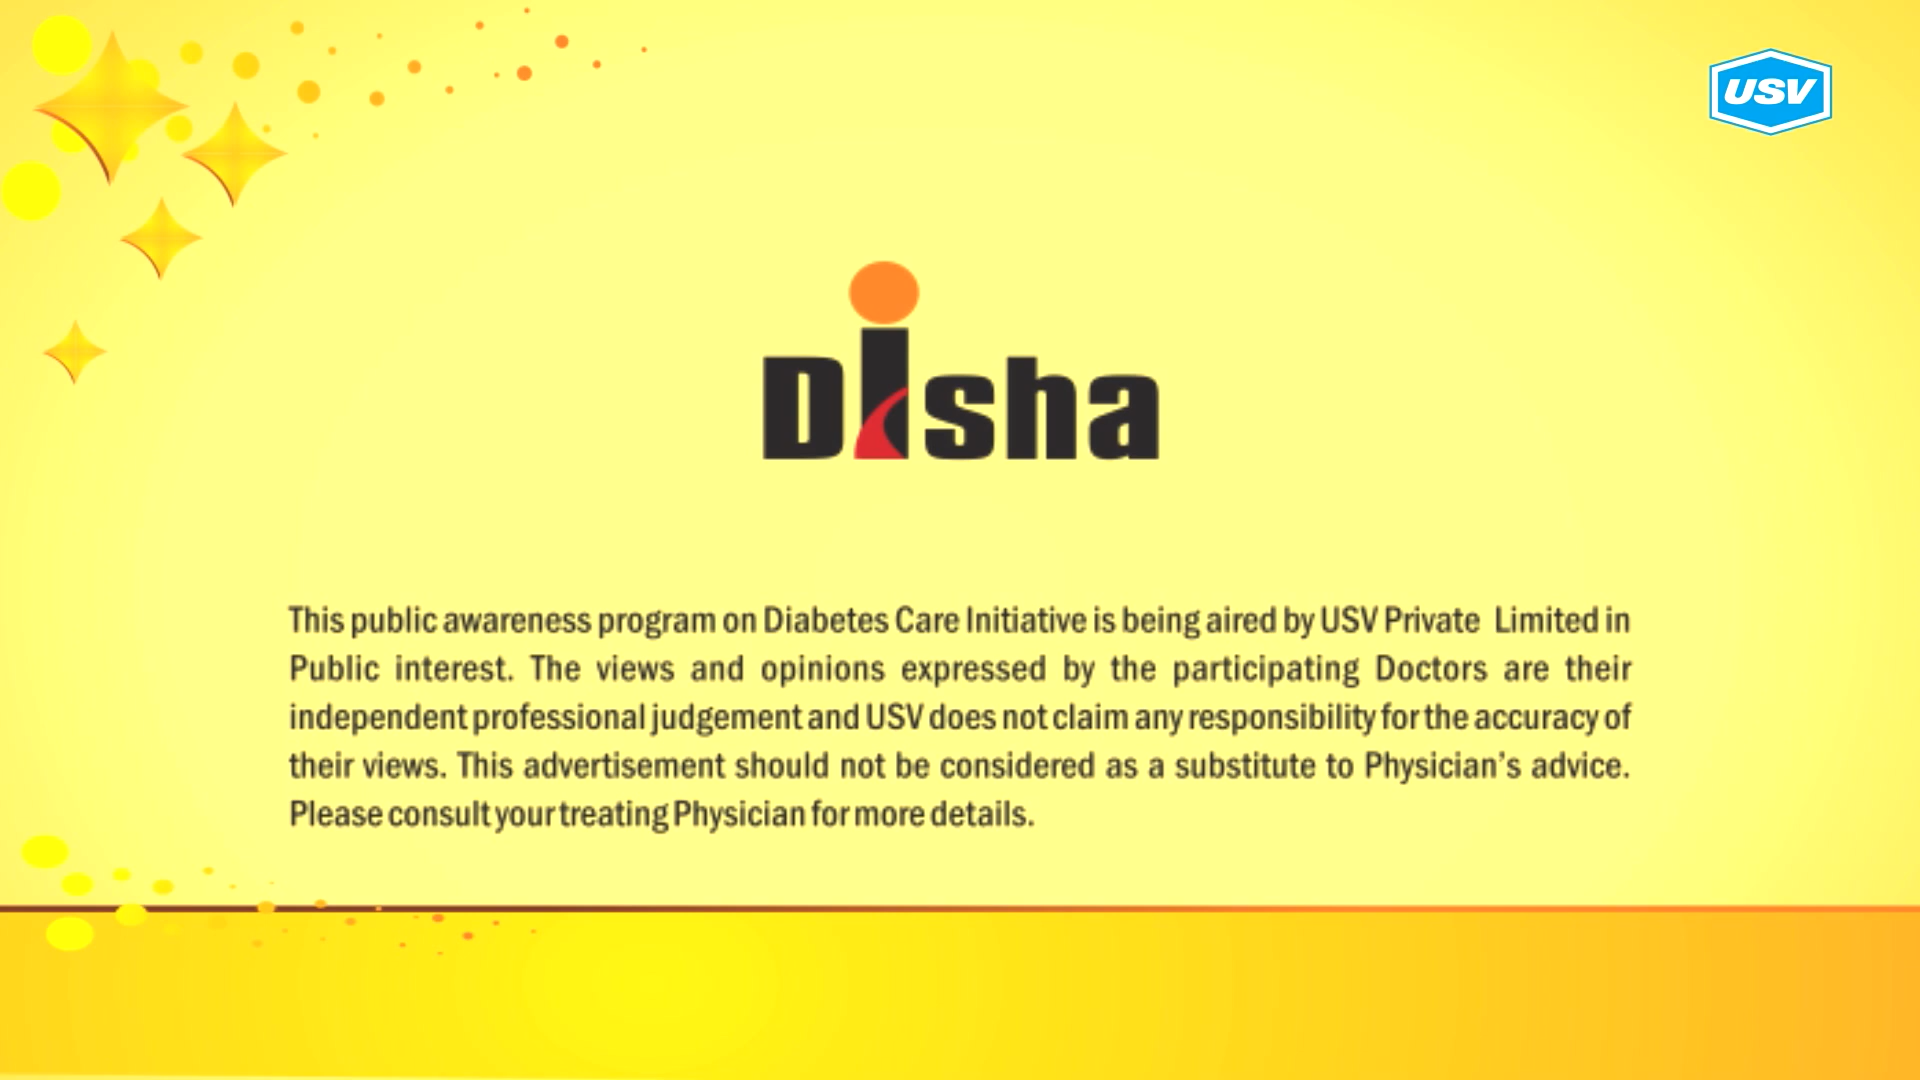 USV
Disha
This public awareness program on Diabetes Care Initiative is being aired by USV Private Limited in
Public interest. The views and opinions expressed by the participating Doctors are their
independent professional judgement and USV does not claim any responsibility for the accuracy of
their views. This advertisement should not be considered as a substitute to Physician’s advice.
Please consult your treating Physician for more details.